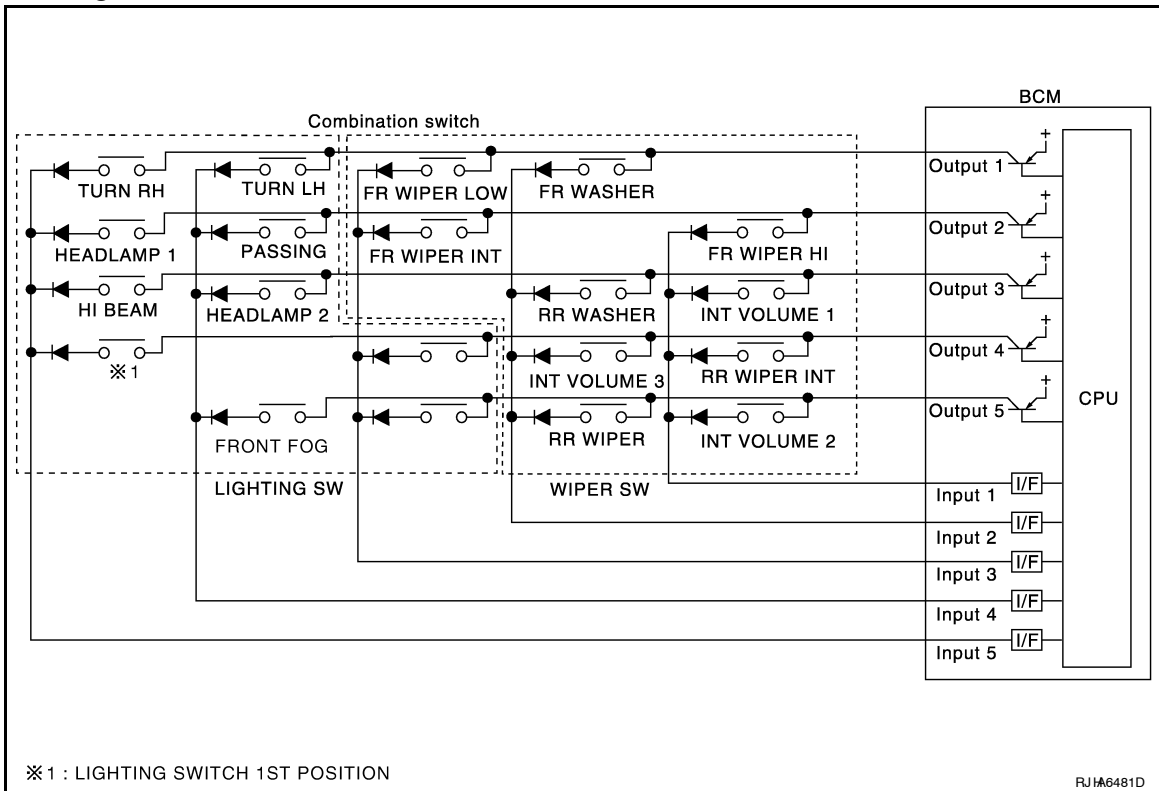 BCM
Combination switch
Output 1
TURN RH
TURN LH
FR WIPER LOW
FR WASHER
+
Output 2
HEADLAMP 1
PASSING
FR WIPER INT
FR WIPER HI
+
Output 3
HI BEAM
HEADLAMP 2
RR WASHER
INT VOLUME 1
+
Output 4
※1
INT VOLUME 3
RR WIPER INT
+
Output 5
FRONT FOG
RR WIPER
INT VOLUME 2
+
CPU
LIGHTING SW
WIPER SW
Input 1
I/F
Input 2
I/F
Input 3
I/F
Input 4
I/F
Input 5
I/F
※1 : LIGHTING SWITCH 1ST POSITION